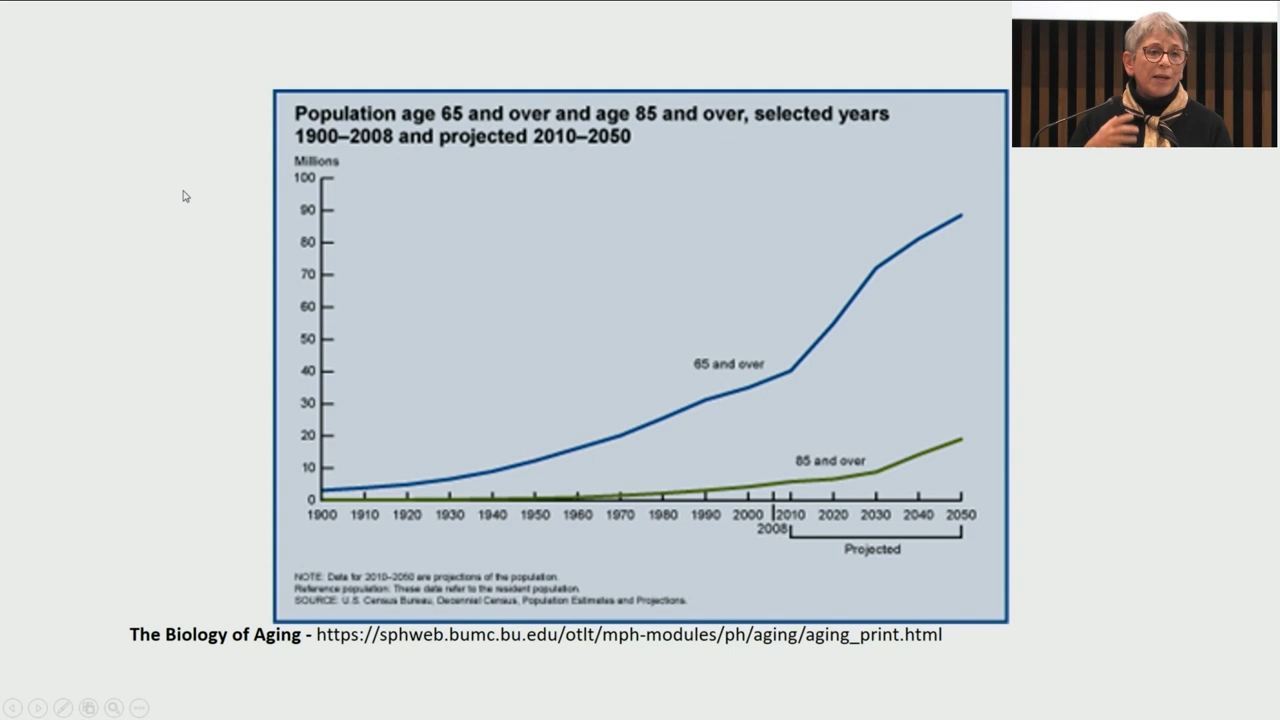 Population age 65 and over and age 85 and over, selected years
1900–2008 and projected 2010–2050
Millions
100
90
80
70
60
50
40
30
20
10
0
65 and over
85 and over
1900 1910 1920 1930 1940 1950 1960 1970 1980 1990 2000 2010 2020 2030 2040 2050
2008
Projected
NOTE: Data for 2010–2050 are projections of the population.
Reference population: These data refer to the resident population.
SOURCE: U.S. Census Bureau, Decennial Census, Population Estimates and Projections.
The Biology of Aging - https://sphweb.bumc.bu.edu/otlt/mph-modules/ph/aging/aging_print.html